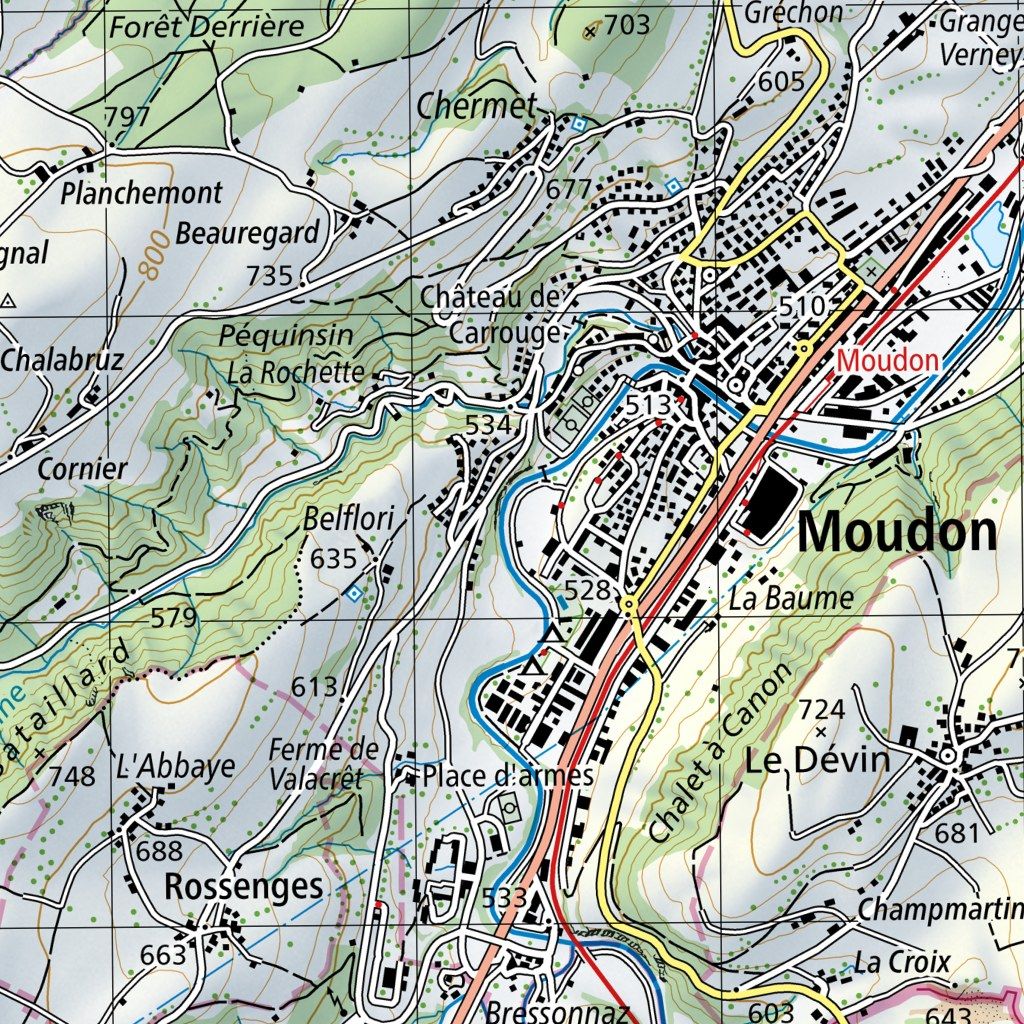 Forêt Derrière
703
Gréchon
Grange
Verney
605
797
Chermet
677
Planchemont
Beauregard
gnal
800
735
Château de
Carrouge
510
Péquinsin
La Rochette
Chalabruz
Moudon
513
534
Cornier
Belflori
635
Moudon
528
La Baume
579
613
724
Le Dévin
Chalet à Canon
748
L'Abbaye
Ferme de
Valacrêt
Place d'armes
681
688
Rossenges
533
Champmartin
663
La Croix
Bressonnaz
603
643